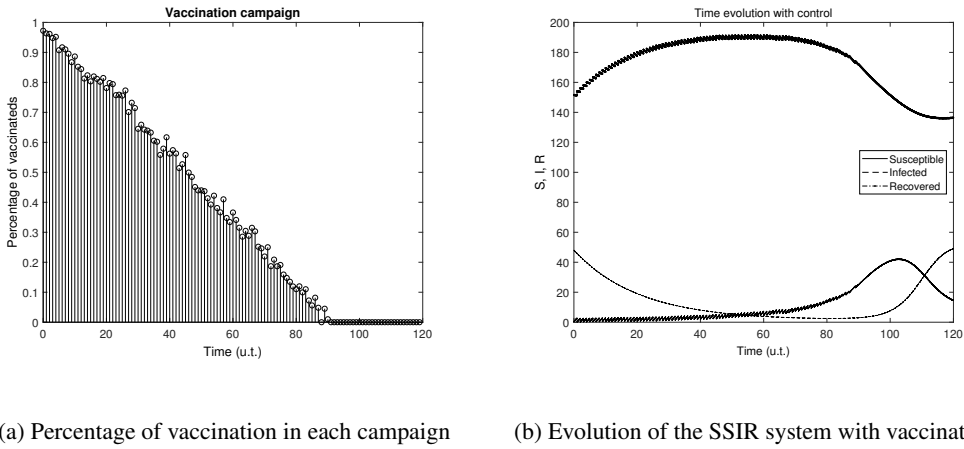 Vaccination campaign
1
0.9
0.8
0.7
0.6
0.5
0.4
0.3
0.2
0.1
0
Percentage of vaccinateds
0 20 40 60 80 100 120
Time (u.t.)
Time evolution with control
200
180
160
140
120
100
80
60
40
20
0
S, I, R
Susceptible
Infected
Recovered
0 20 40 60 80 100 120
Time (u.t.)
(a) Percentage of vaccination in each campaign
(b) Evolution of the SSIR system with vaccinat